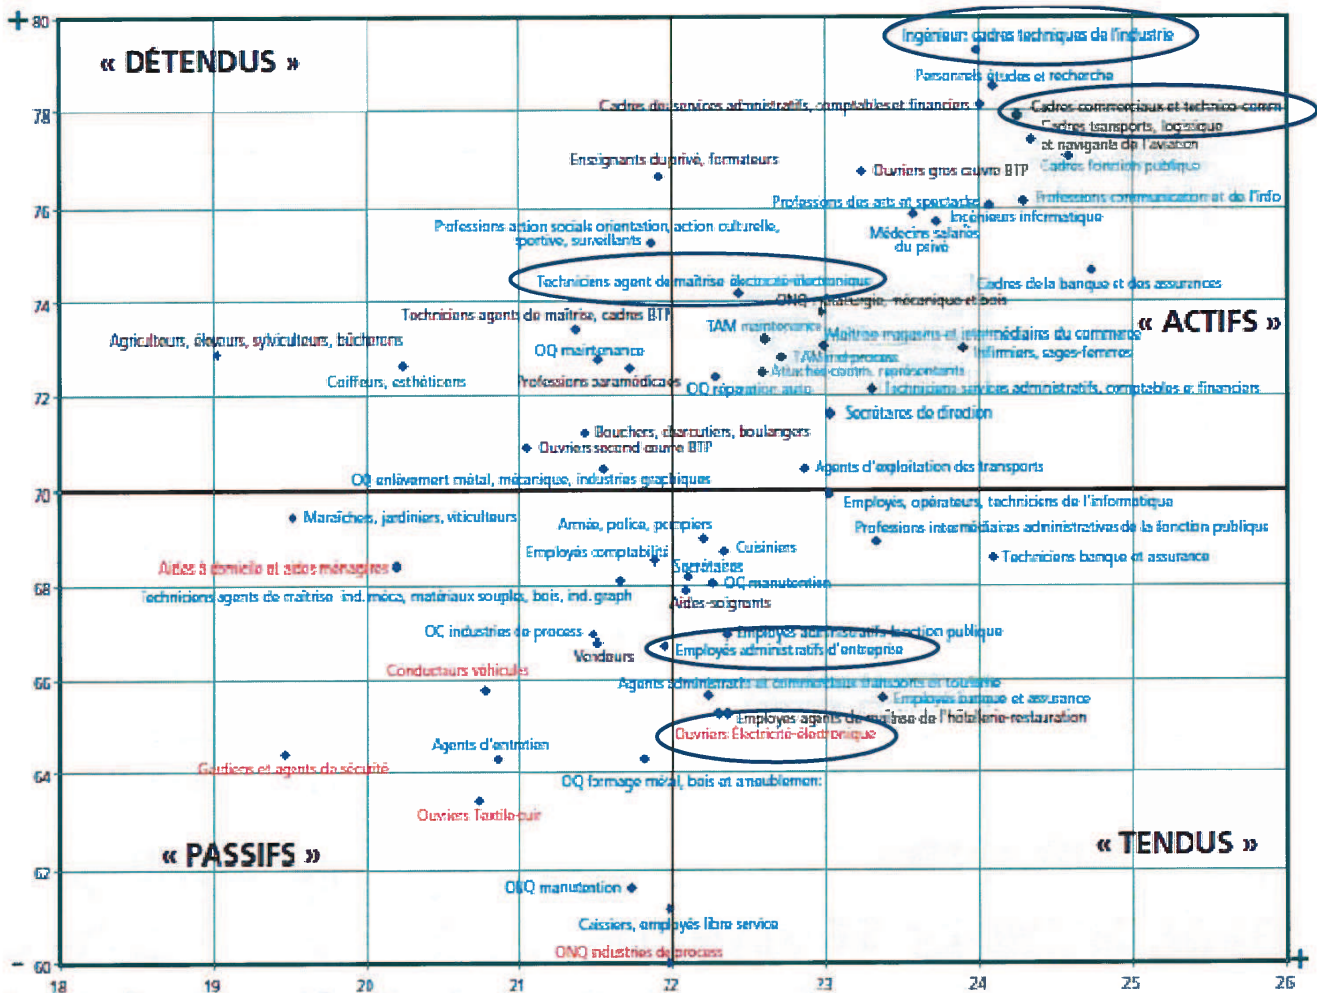 + 80
« DÉTENDUS »
Ingénieurs cadres techniques de l'industrie
Personnels études et recherche
Cadres des services administratifs, comptables et financiers
Cadres commerciaux et technico-comm
78
Cadres transports, logistique
et navigants de l'aviation
Enseignants du privé, formateurs
Ouvriers gros œuvre BTP
Cadres fonction publique
Professions des arts et spectacle
Professions communication et de l'info
76
Ingénieurs informatique
Professions action sociale orientation, action culturelle,
sportive, surveillants
Médecins salariés
du privé
Techniciens agent de maîtrise électricité-électronique
Cadres de la banque et des assurances
74
ONQ métallurgie, mécanique et bois
Techniciens agents de maîtrise, cadres BTP
« ACTIFS »
TAM maintenance
Maîtrise magasins et intermédiaires du commerce
Agriculteurs, éleveurs, sylviculteurs, bûcherons
OQ maintenance
TAM ind process
Infirmiers, sages-femmes
Coiffeurs, esthéticiens
Professions paramédicales
Attachés comm. représentants
OQ réparation auto
Techniciens services administratifs, comptables et financiers
72
Secrétaires de direction
Bouchers, charcutiers, boulangers
Ouvriers second œuvre BTP
OQ enlèvement métal, mécanique, industries graphiques
Agents d'exploitation des transports
70
Employés, opérateurs, techniciens de l'informatique
Maraîchers, jardiniers, viticulteurs
Armée, police, pompiers
Professions intermédiaires administratives de la fonction publique
Employés comptabilité
Cuisiniers
Techniciens banque et assurance
Aides à domicile et aides ménagères
Secrétaires
OQ manutention
68
Techniciens agents de maîtrise ind. méca, matériaux souples, bois, ind. graph
Aides-soignants
OQ industries de process
Employés administratifs fonction publique
Vendeurs
Employés administratifs d'entreprise
Conducteurs véhicules
66
Agents administratifs et commerciaux transports et tourisme
Employés banque et assurance
Employés agents de maîtrise de l'hôtellerie-restauration
Ouvriers Électricité-électronique
Agents d'entretien
Gardiens et agents de sécurité
64
OQ formage métal, bois et ameublement
Ouvriers Textile-cuir
« PASSIFS »
« TENDUS »
62
ONQ manutention
Caissiers, employés libre service
ONQ industries de process
- 60
+
18 19 20 21 22 23 24 25 26